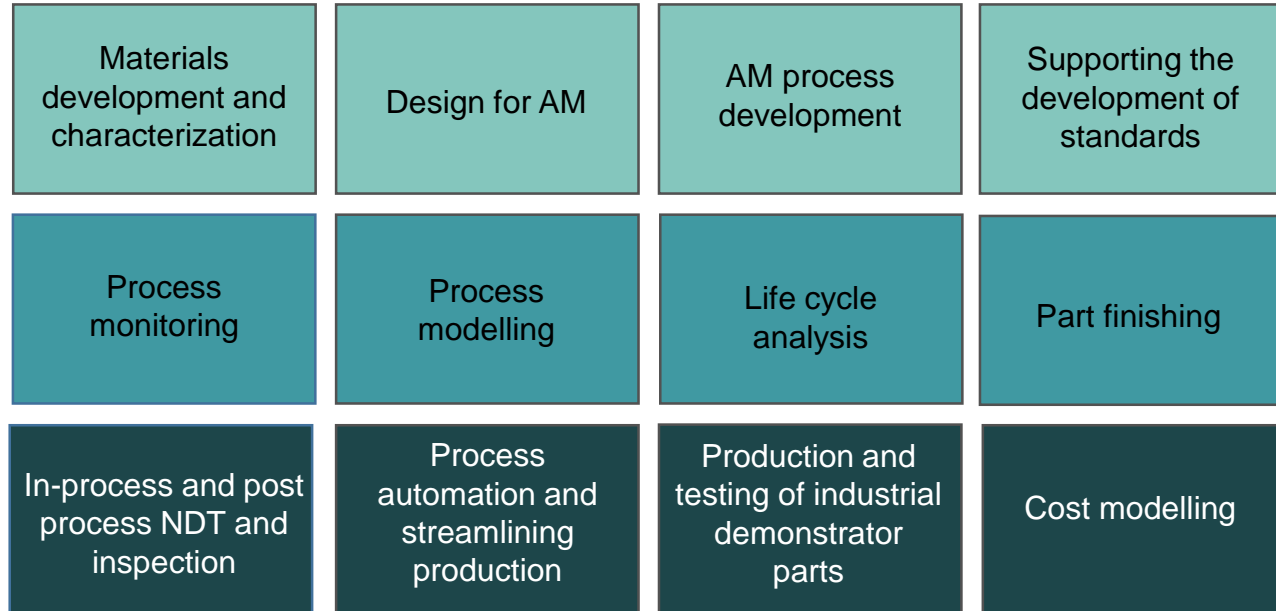 Materials
development and
characterization
Design for AM
AM process
development
Supporting the
development of
standards
Process
monitoring
Process
modelling
Life cycle
analysis
Part finishing
In-process and post
process NDT and
inspection
Process
automation and
streamlining
production
Production and
testing of industrial
demonstrator
parts
Cost modelling